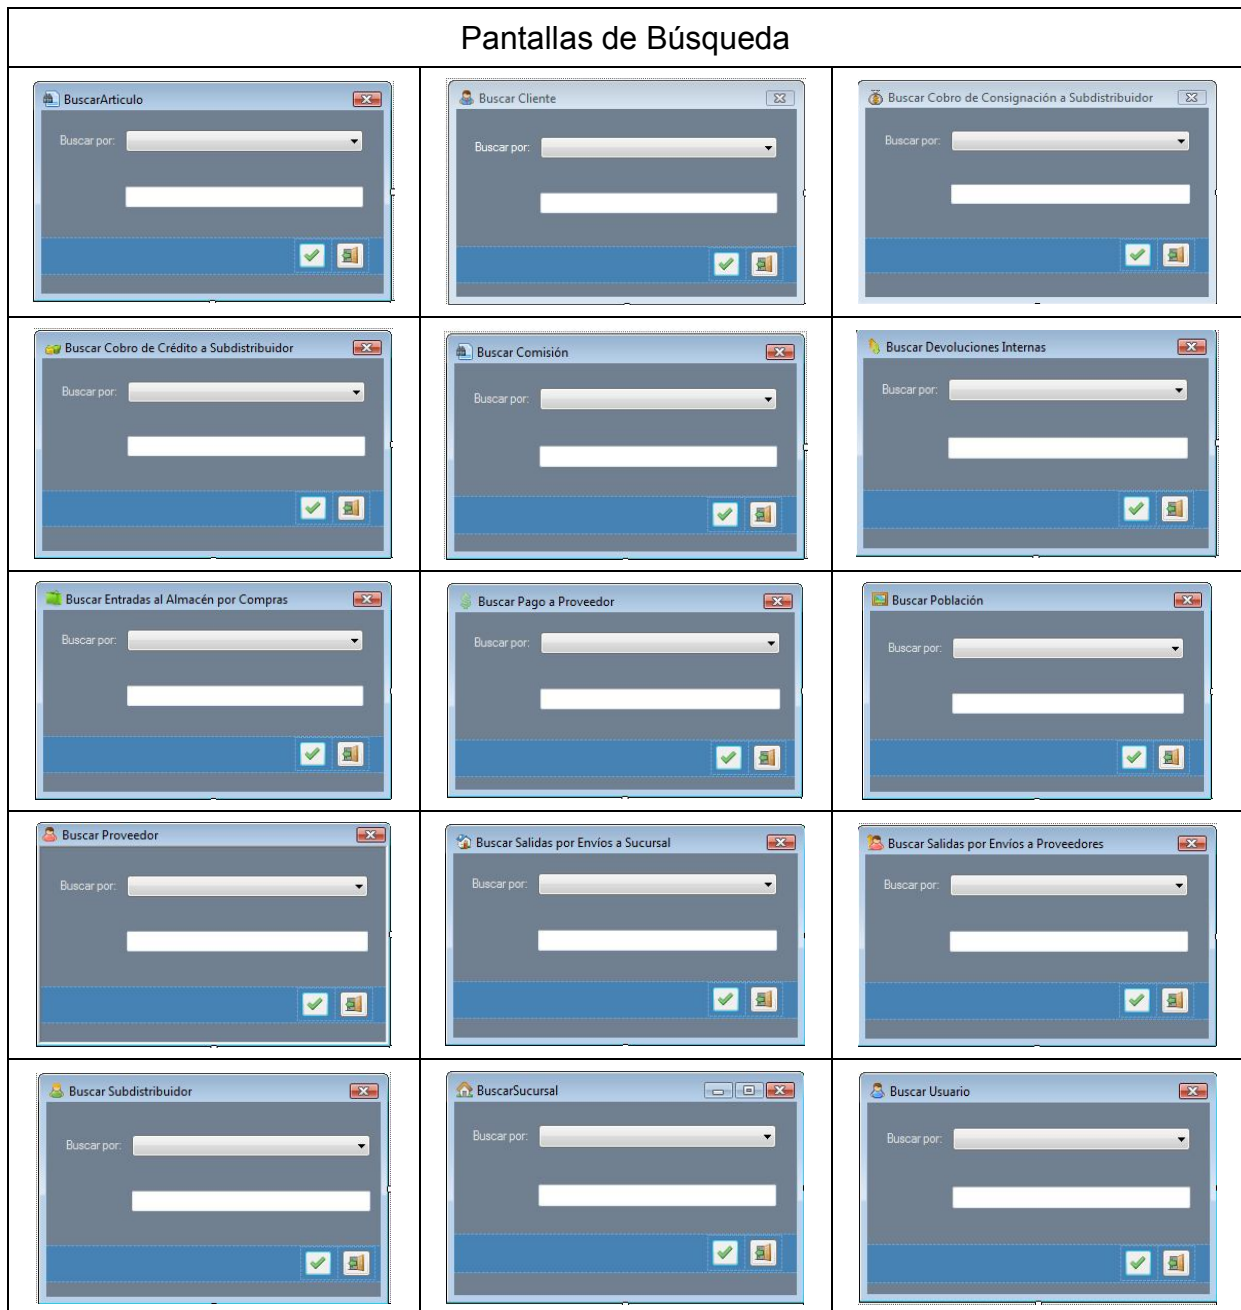 Pantallas de Búsqueda
BuscarArticulo
Buscar por:
Buscar Cliente
Buscar por:
Buscar Cobro de Consignación a Subdistribuidor
Buscar por:
Buscar Cobro de Crédito a Subdistribuidor
Buscar por:
Buscar Comisión
Buscar por:
Buscar Devoluciones Internas
Buscar por:
Buscar Entradas al Almacén por Compras
Buscar por:
Buscar Pago a Proveedor
Buscar por:
Buscar Población
Buscar por:
Buscar Proveedor
Buscar por:
Buscar Salidas por Envíos a Sucursal
Buscar por:
Buscar Salidas por Envíos a Proveedores
Buscar por:
Buscar Subdistribuidor
Buscar por:
BuscarSucursal
Buscar por:
Buscar Usuario
Buscar por: